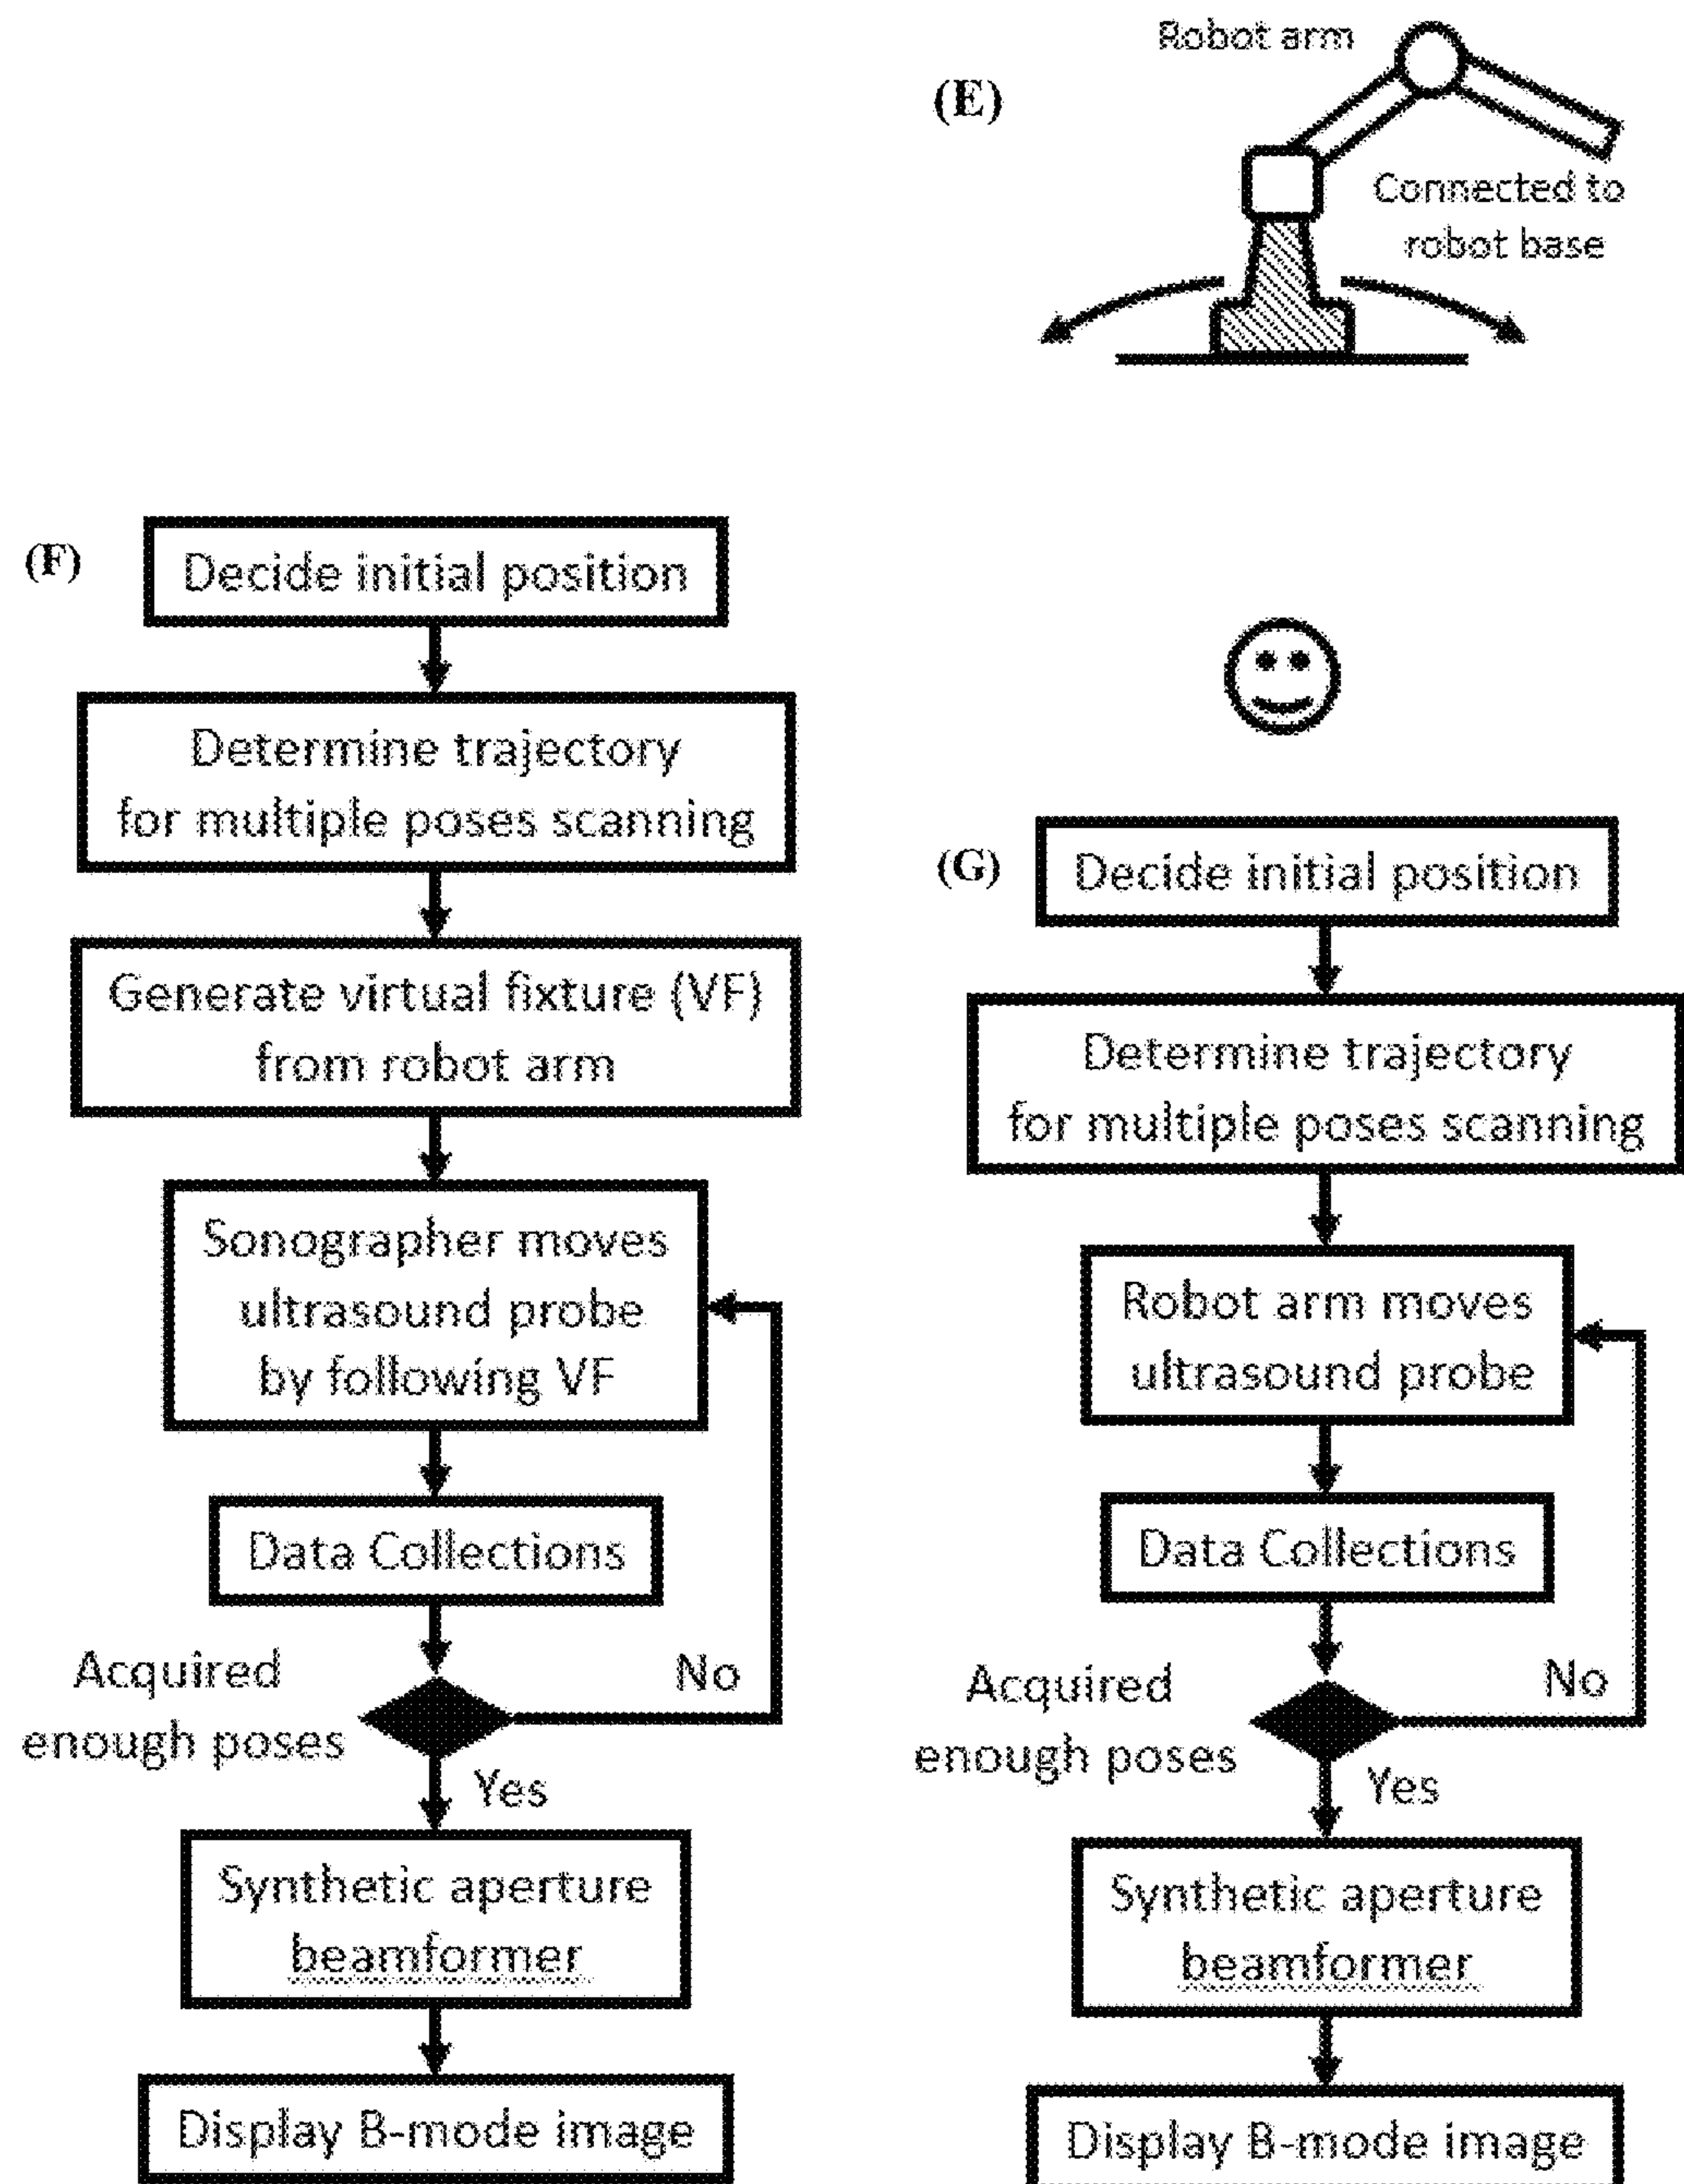 Robot arm
(E)
Connected to
robot base
(F)
Decide initial position
Determine trajectory
for multiple poses scanning
Generate virtual fixture (VF)
from robot arm
Sonographer moves
ultrasound probe
by following VF
Data Collections
Acquired
enough poses
No
Yes
Synthetic aperture
beamformer
Display B-mode image
(G)
Decide initial position
Determine trajectory
for multiple poses scanning
Robot arm moves
ultrasound probe
Data Collections
Acquired
enough poses
No
Yes
Synthetic aperture
beamformer
Display B-mode image